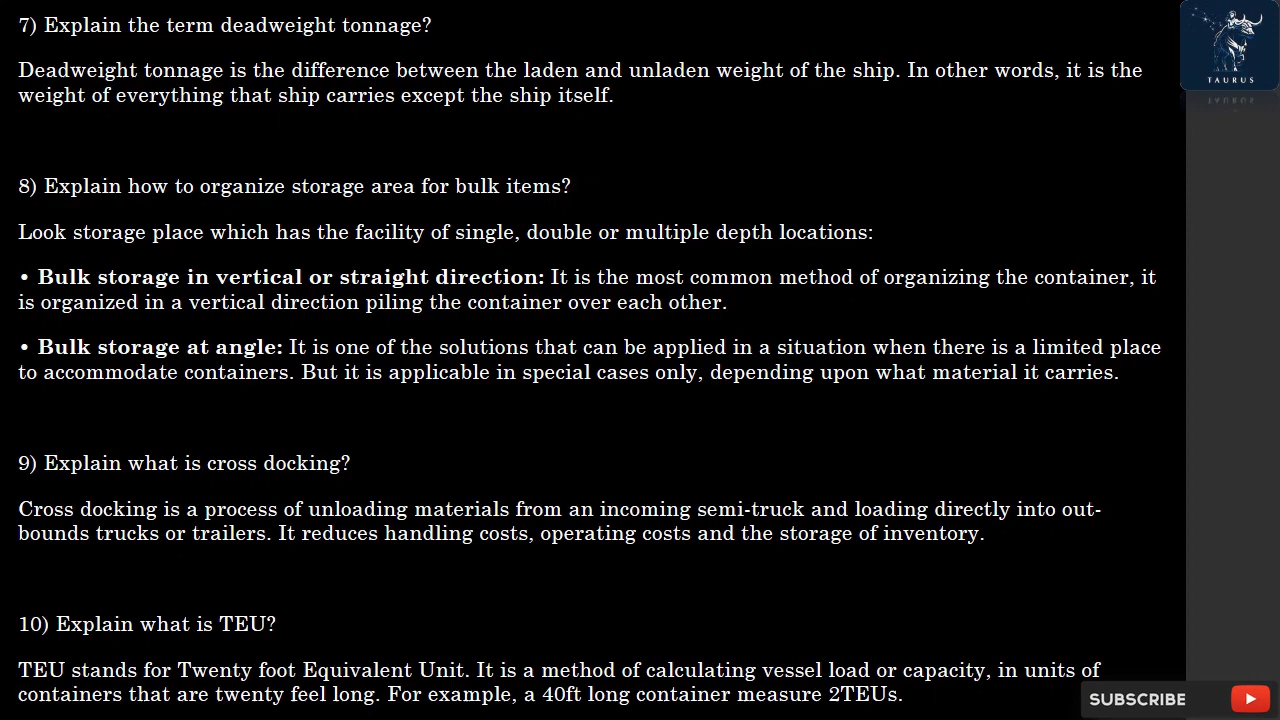 7) Explain the term deadweight tonnage?
Deadweight tonnage is the difference between the laden and unladen weight of the ship. In other words, it is the
weight of everything that ship carries except the ship itself.
8) Explain how to organize storage area for bulk items?
Look storage place which has the facility of single, double or multiple depth locations:
• Bulk storage in vertical or straight direction: It is the most common method of organizing the container, it
is organized in a vertical direction piling the container over each other.
• Bulk storage at angle: It is one of the solutions that can be applied in a situation when there is a limited place
to accommodate containers. But it is applicable in special cases only, depending upon what material it carries.
9) Explain what is cross docking?
Cross docking is a process of unloading materials from an incoming semi-truck and loading directly into out-
bounds trucks or trailers. It reduces handling costs, operating costs and the storage of inventory.
10) Explain what is TEU?
TEU stands for Twenty foot Equivalent Unit. It is a method of calculating vessel load or capacity, in units of
containers that are twenty feel long. For example, a 40ft long container measure 2TEUs.
TAURUS
SUBSCRIBE